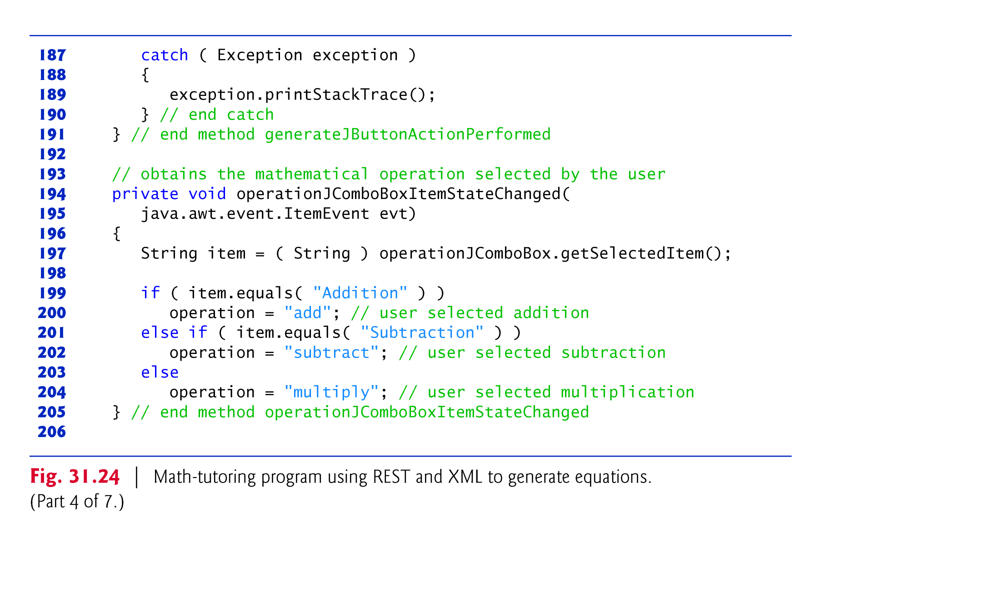 187 catch ( Exception exception )
188 {
189 exception.printStackTrace();
190 } // end catch
191 } // end method generateJButtonActionPerformed
192
193 // obtains the mathematical operation selected by the user
194 private void operationJComboBoxItemStateChanged(
195 java.awt.event.ItemEvent evt)
196 {
197 String item = ( String ) operationJComboBox.getSelectedItem();
198
199 if ( item.equals( "Addition" ) )
200 operation = "add"; // user selected addition
201 else if ( item.equals( "Subtraction" ) )
202 operation = "subtract"; // user selected subtraction
203 else
204 operation = "multiply"; // user selected multiplication
205 } // end method operationJComboBoxItemStateChanged
206
Fig. 31.24 | Math-tutoring program using REST and XML to generate equations.
(Part 4 of 7.)